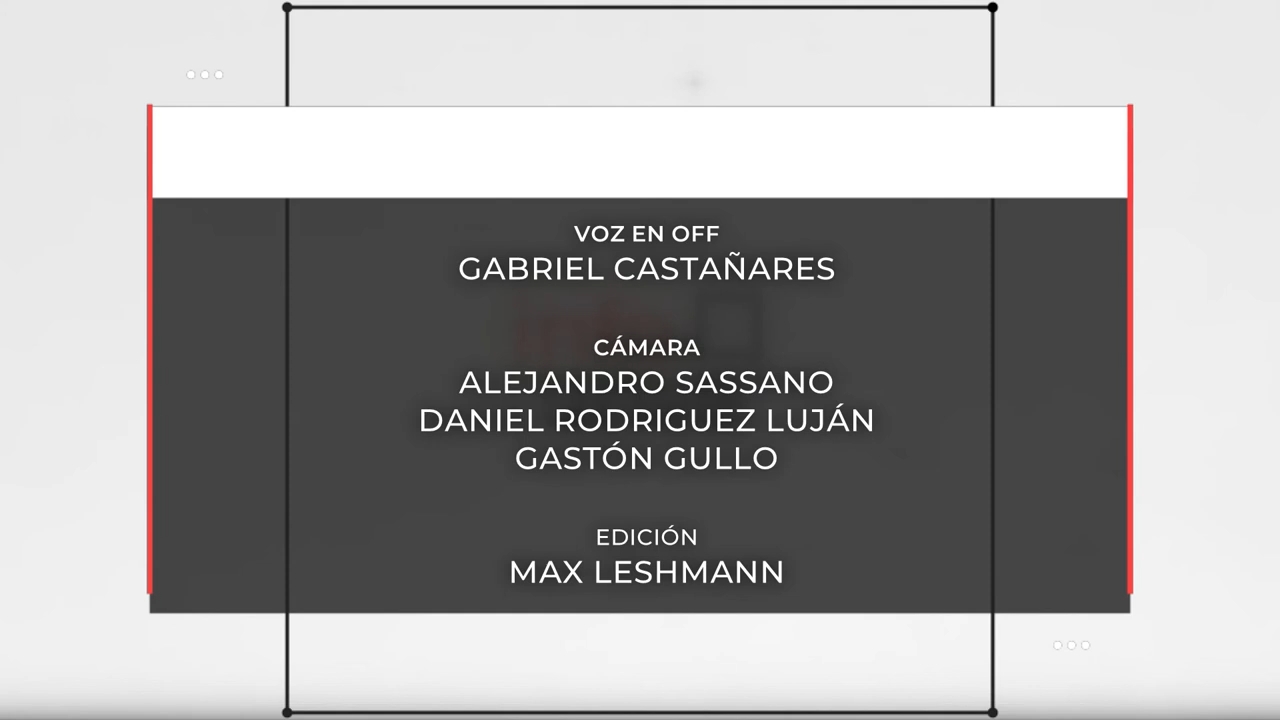 VOZ EN OFF
GABRIEL CASTAÑARES
CÁMARA
ALEJANDRO SASSANO
DANIEL RODRIGUEZ LUJÁN
GASTÓN GULLO
EDICIÓN
MAX LESHMANN